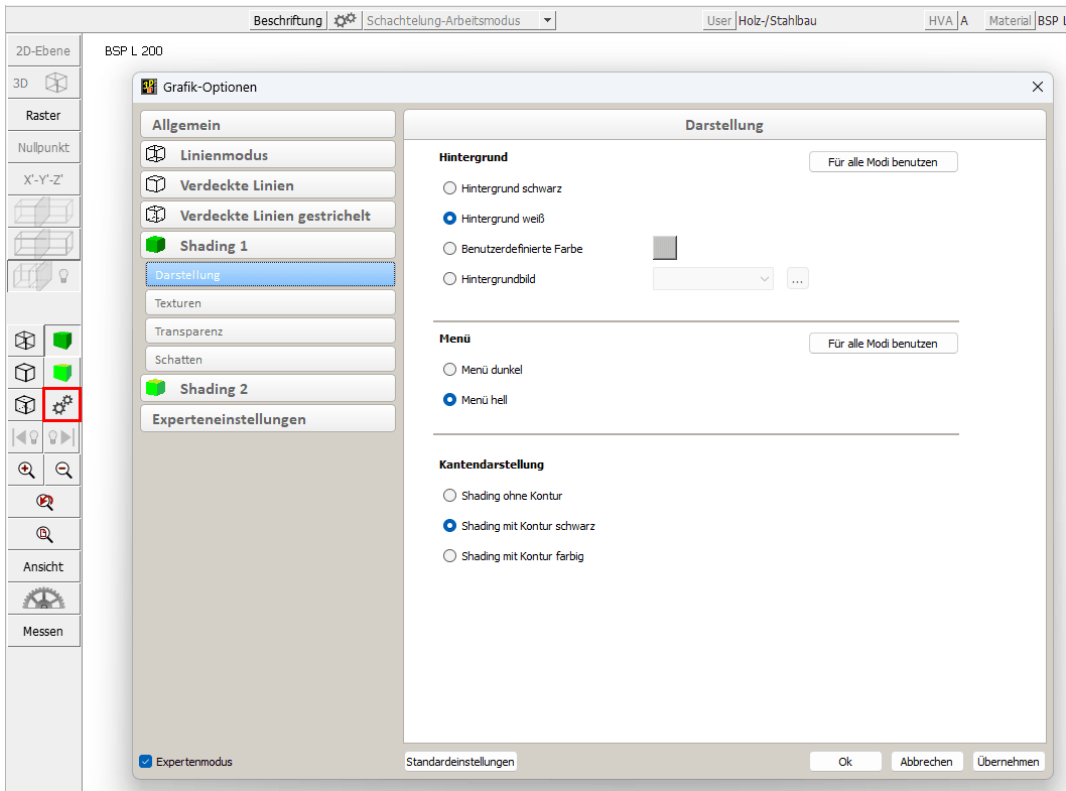 Beschriftung Schachtelung-Arbeitsmodus User Holz-/Stahlbau HVA A Material BSP L
2D-Ebene
BSP L 200
3D
Raster
Nullpunkt
X'-Y'-Z'
Ansicht
Messen
Grafik-Optionen
Allgemein
Linienmodus
Verdeckte Linien
Verdeckte Linien gestrichelt
Shading 1
Darstellung
Texturen
Transparenz
Schatten
Shading 2
Experteneinstellungen
Darstellung
Hintergrund
Für alle Modi benutzen
Hintergrund schwarz
Hintergrund weiß
Benutzerdefinierte Farbe
Hintergrundbild
...
Menü
Für alle Modi benutzen
Menü dunkel
Menü hell
Kantendarstellung
Shading ohne Kontur
Shading mit Kontur schwarz
Shading mit Kontur farbig
Expertenmodus
Standardeinstellungen
Ok
Abbrechen
Übernehmen